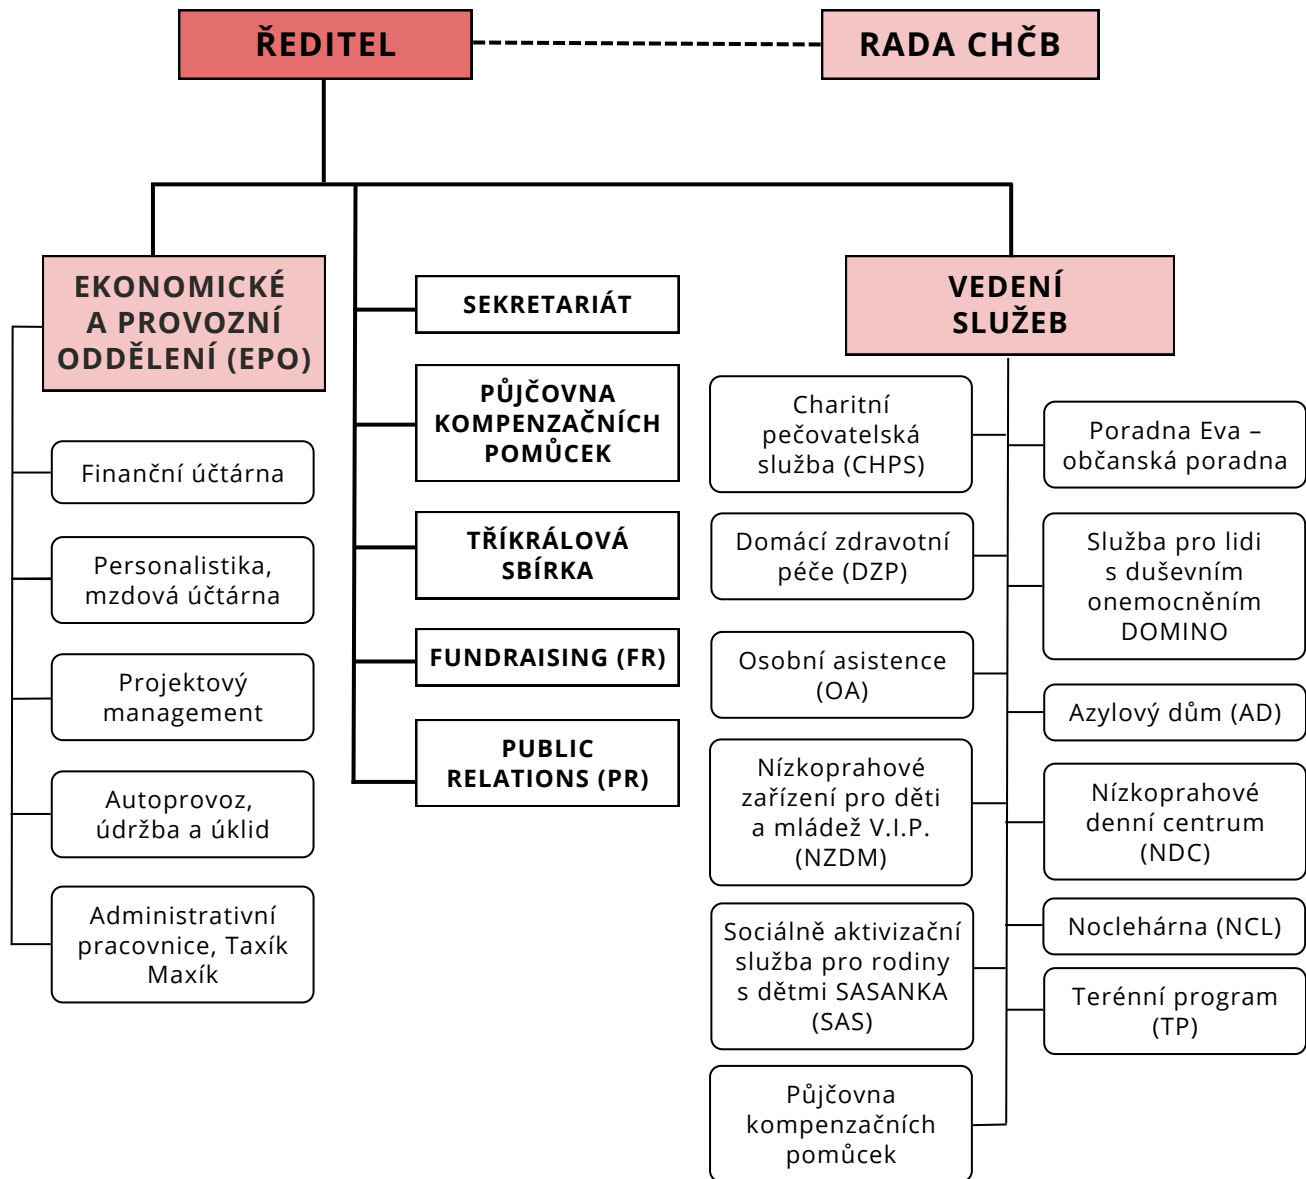 ŘEDITEL
RADA CHČB
EKONOMICKÉ
A PROVOZNÍ
ODDĚLENÍ (EPO)
Finanční účtárna
Personalistika,
mzdová účtárna
Projektový
management
Autoprovoz,
údržba a úklid
Administrativní
pracovnice, Taxík
Maxík
SEKRETARIÁT
PŮJČOVNA
KOMPENZAČNÍCH
POMŮCEK
TŘÍKRÁLOVÁ
SBÍRKA
FUNDRAISING (FR)
PUBLIC
RELATIONS (PR)
VEDENÍ
SLUŽEB
Charitní
pečovatelská
služba (CHPS)
Domácí zdravotní
péče (DZP)
Osobní asistence
(OA)
Nízkoprahové
zařízení pro děti
a mládež V.I.P.
(NZDM)
Sociálně aktivizační
služba pro rodiny
s dětmi SASANKA
(SAS)
Půjčovna
kompenzačních
pomůcek
Poradna Eva –
občanská poradna
Služba pro lidi
s duševním
onemocněním
DOMINO
Azylový dům (AD)
Nízkoprahové
denní centrum
(NDC)
Noclehárna (NCL)
Terénní program
(TP)